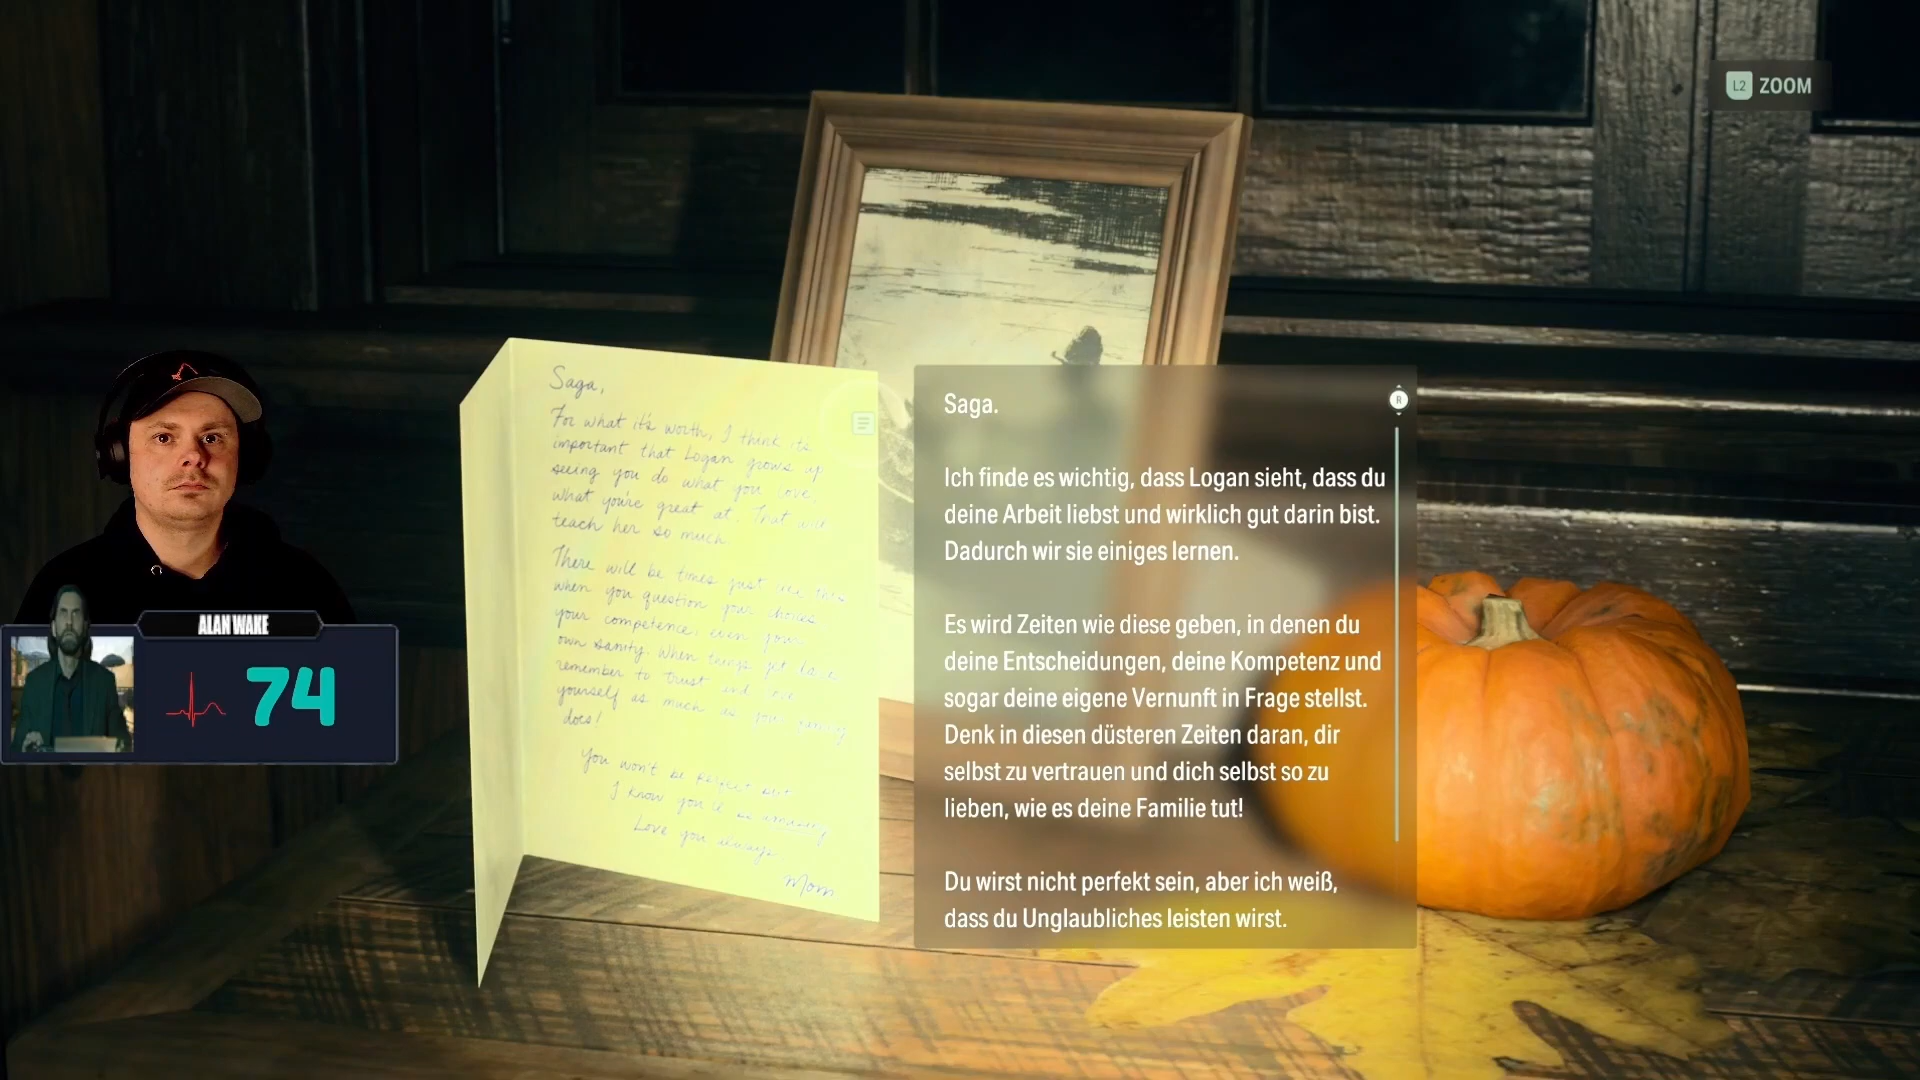 L2 ZOOM
Saga,
For what it's worth, I think its
important that Logan grows up
seeing you do what you love,
what you're great at. That will
teach her so much.
There will be times just like this
when you question your choices
your competence, even your
own sanity. When things get dark,
remember to trust and love
yourself as much as your family
does!
You won't be perfect but
I know you'll be amazing
Love you always,
Mom
R
Saga.
Ich finde es wichtig, dass Logan sieht, dass du
deine Arbeit liebst und wirklich gut darin bist.
Dadurch wir sie einiges lernen.
Es wird Zeiten wie diese geben, in denen du
deine Entscheidungen, deine Kompetenz und
sogar deine eigene Vernunft in Frage stellst.
Denk in diesen düsteren Zeiten daran, dir
selbst zu vertrauen und dich selbst so zu
lieben, wie es deine Familie tut!
Du wirst nicht perfekt sein, aber ich weiß,
dass du Unglaubliches leisten wirst.
ALAN WAKE
74